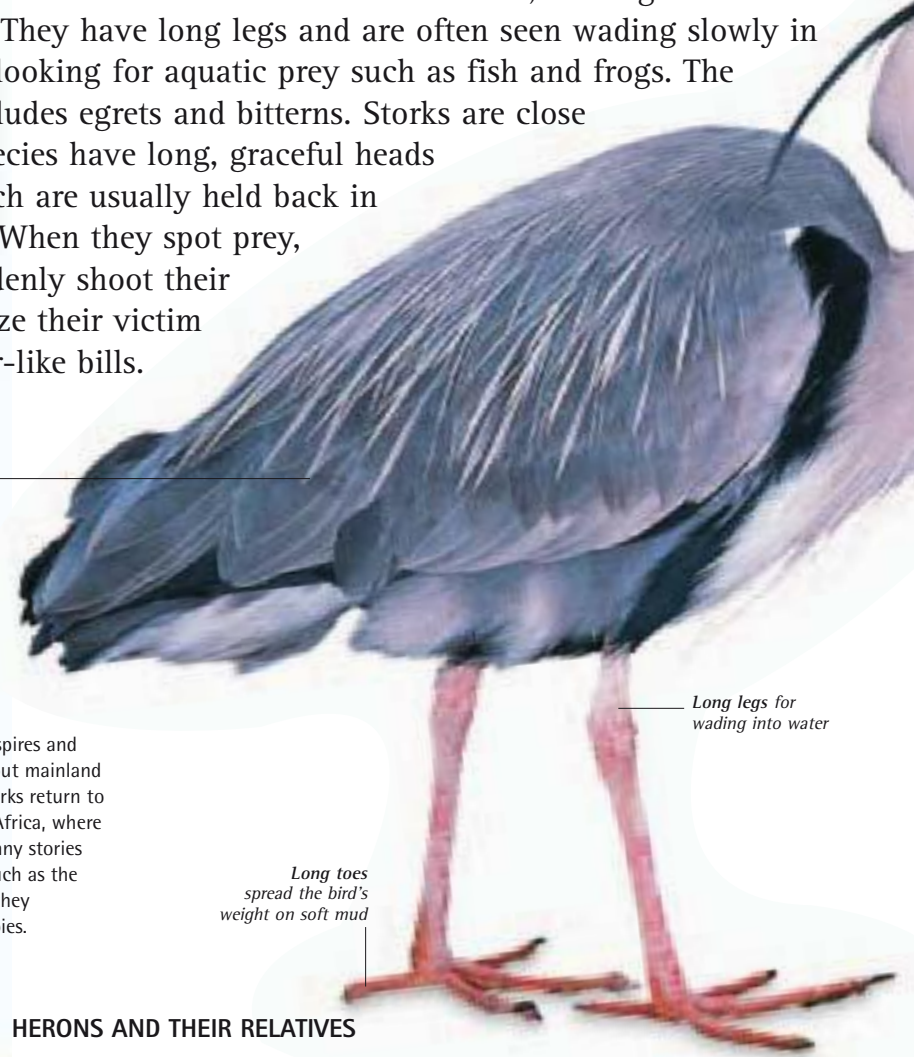 They have long legs and are often seen wading slowly in
looking for aquatic prey such as fish and frogs. The
ludes egrets and bitterns. Storks are close
ecies have long, graceful heads
ch are usually held back in
When they spot prey,
denly shoot their
ze their victim
r-like bills.
Long legs for
wading into water
spires and
ut mainland
rks return to
Africa, where
any stories
uch as the
hey
ies.
Long toes
spread the bird's
weight on soft mud
HERONS AND THEIR RELATIVES